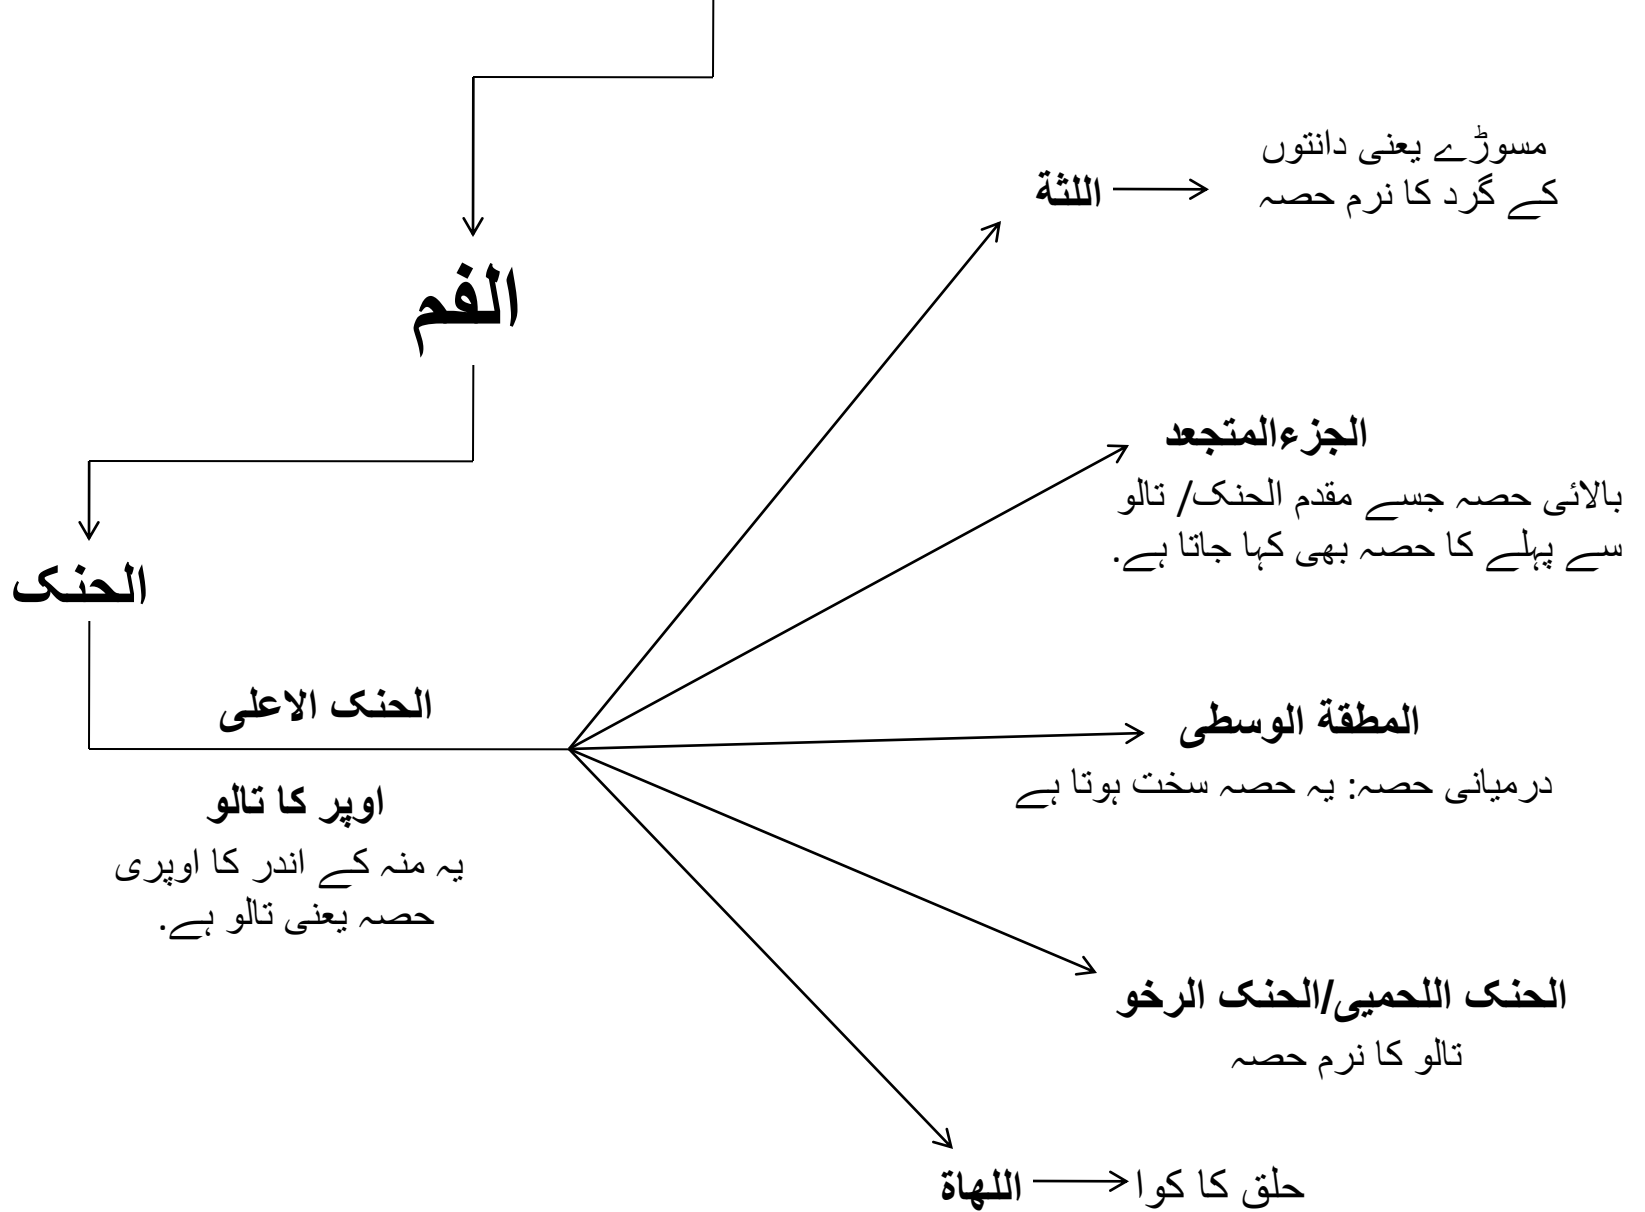 الفم
الحنک
الحنک الاعلی
اوپر کا تالو
یہ منہ کے اندر کا اوپری
حصہ یعنی تالو ہے.
اللثة
مسوڑے یعنی دانتوں
کے گرد کا نرم حصہ
الجزءالمتجعد
بالائی حصہ جسے مقدم الحنک/ تالو
سے پہلے کا حصہ بھی کہا جاتا ہے.
المطقة الوسطی
درمیانی حصہ: یہ حصہ سخت ہوتا ہے
الحنک اللحمیی/الحنک الرخو
تالو کا نرم حصہ
اللهاة
حلق کا کوا